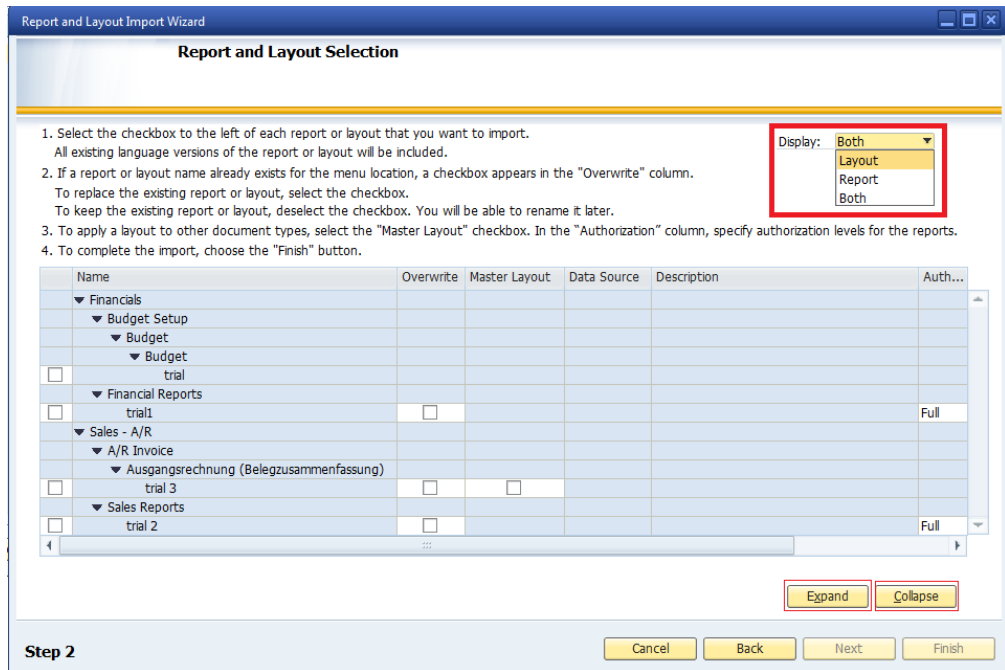 Report and Layout Import Wizard
Report and Layout Selection
1. Select the checkbox to the left of each report or layout that you want to import.
All existing language versions of the report or layout will be included.
2. If a report or layout name already exists for the menu location, a checkbox appears in the "Overwrite" column.
To replace the existing report or layout, select the checkbox.
To keep the existing report or layout, deselect the checkbox. You will be able to rename it later.
3. To apply a layout to other document types, select the "Master Layout" checkbox. In the “Authorization” column, specify authorization levels for the reports.
4. To complete the import, choose the "Finish" button.
Display: Both
Layout
Report
Both
Name Overwrite Master Layout Data Source Description Auth...
Financials
Budget Setup
Budget
Budget
trial
Financial Reports
trial1 Full
Sales - A/R
A/R Invoice
Ausgangsrechnung (Belegzusammenfassung)
trial 3
Sales Reports
trial 2 Full
Expand Collapse
Step 2 Cancel Back Next Finish